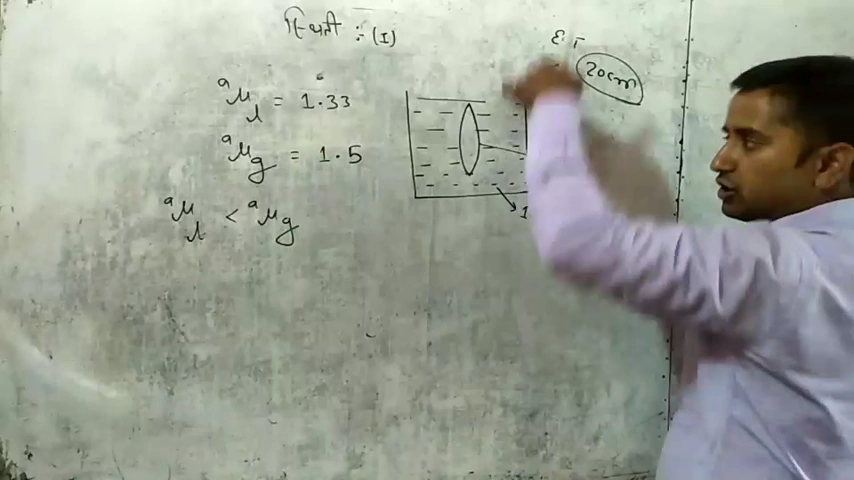 स्थिती :- (I)
20cm
ᵃμₗ = 1.33
ᵃμg = 1.5
ᵃμₗ < ᵃμg